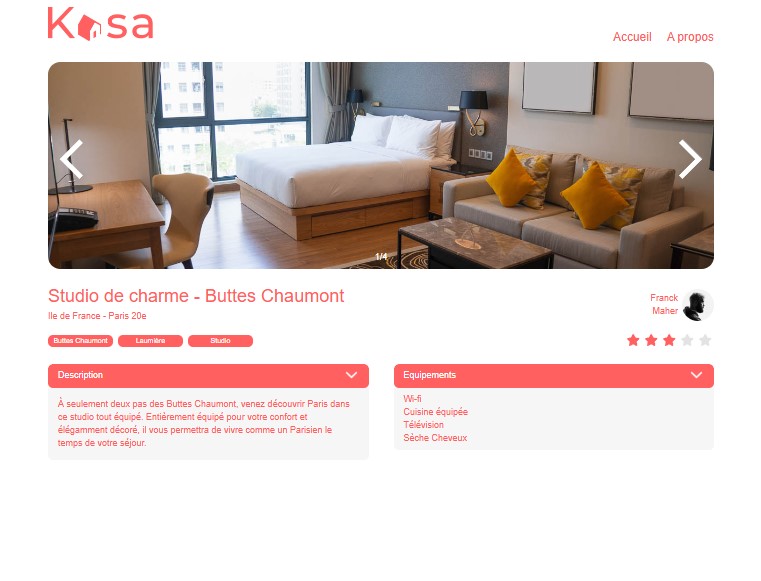 Kasa
Accueil A propos
1/4
Studio de charme - Buttes Chaumont
Ile de France - Paris 20e
Franck
Maher
Buttes Chaumont Laumière Studio
Description
À seulement deux pas des Buttes Chaumont, venez découvrir Paris dans
ce studio tout équipé. Entièrement équipé pour votre confort et
élégamment décoré, il vous permettra de vivre comme un Parisien le
temps de votre séjour.
Equipements
Wi-fi
Cuisine équipée
Télévision
Sèche Cheveux